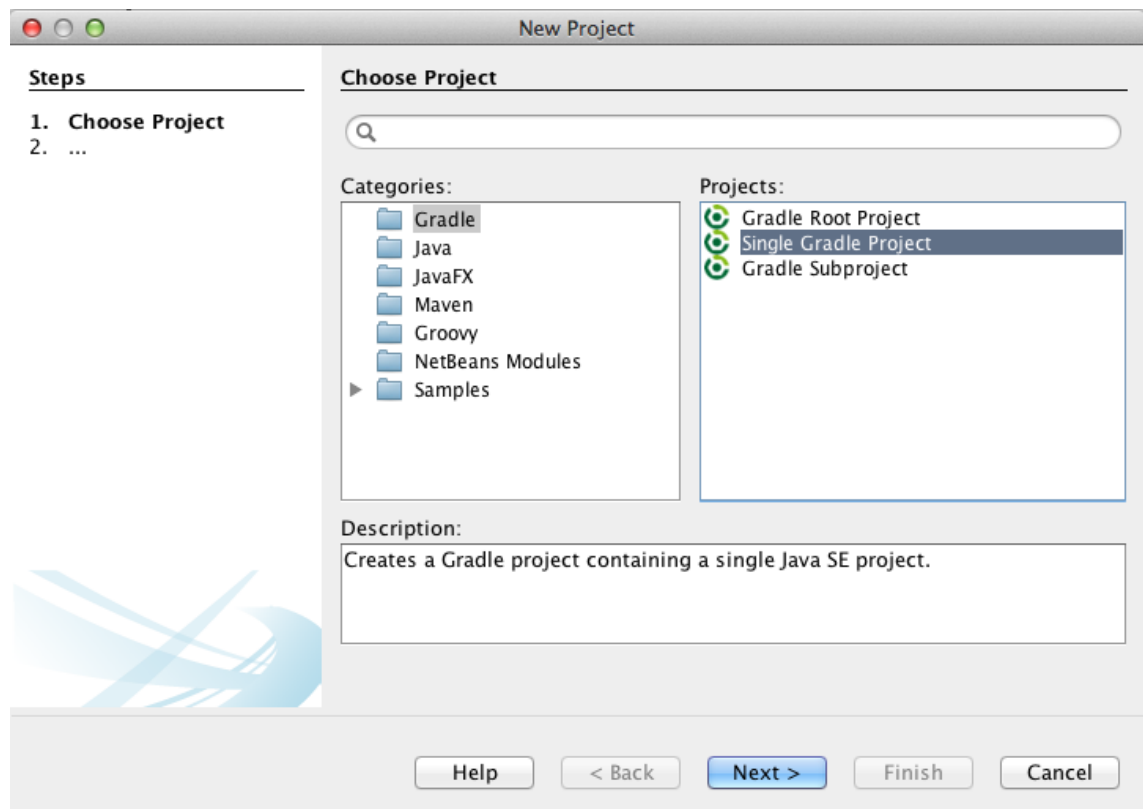 New Project
Steps
1. Choose Project
2. ...
Choose Project
Categories:
Gradle
Java
JavaFX
Maven
Groovy
NetBeans Modules
Samples
Projects:
Gradle Root Project
Single Gradle Project
Gradle Subproject
Description:
Creates a Gradle project containing a single Java SE project.
Help
< Back
Next >
Finish
Cancel